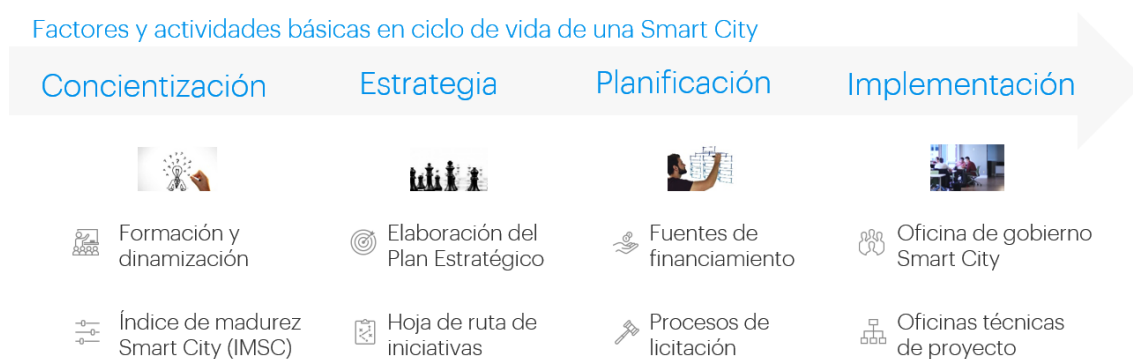 Factores y actividades básicas en ciclo de vida de una Smart City
Concientización
Estrategia
Planificación
Implementación
Formación y
dinamización
Elaboración del
Plan Estratégico
Fuentes de
financiamiento
Oficina de gobierno
Smart City
Índice de madurez
Smart City (IMSC)
Hoja de ruta de
iniciativas
Procesos de
licitación
Oficinas técnicas
de proyecto